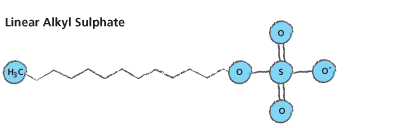 Linear Alkyl Sulphate
O
H₃C O S O⁻
O